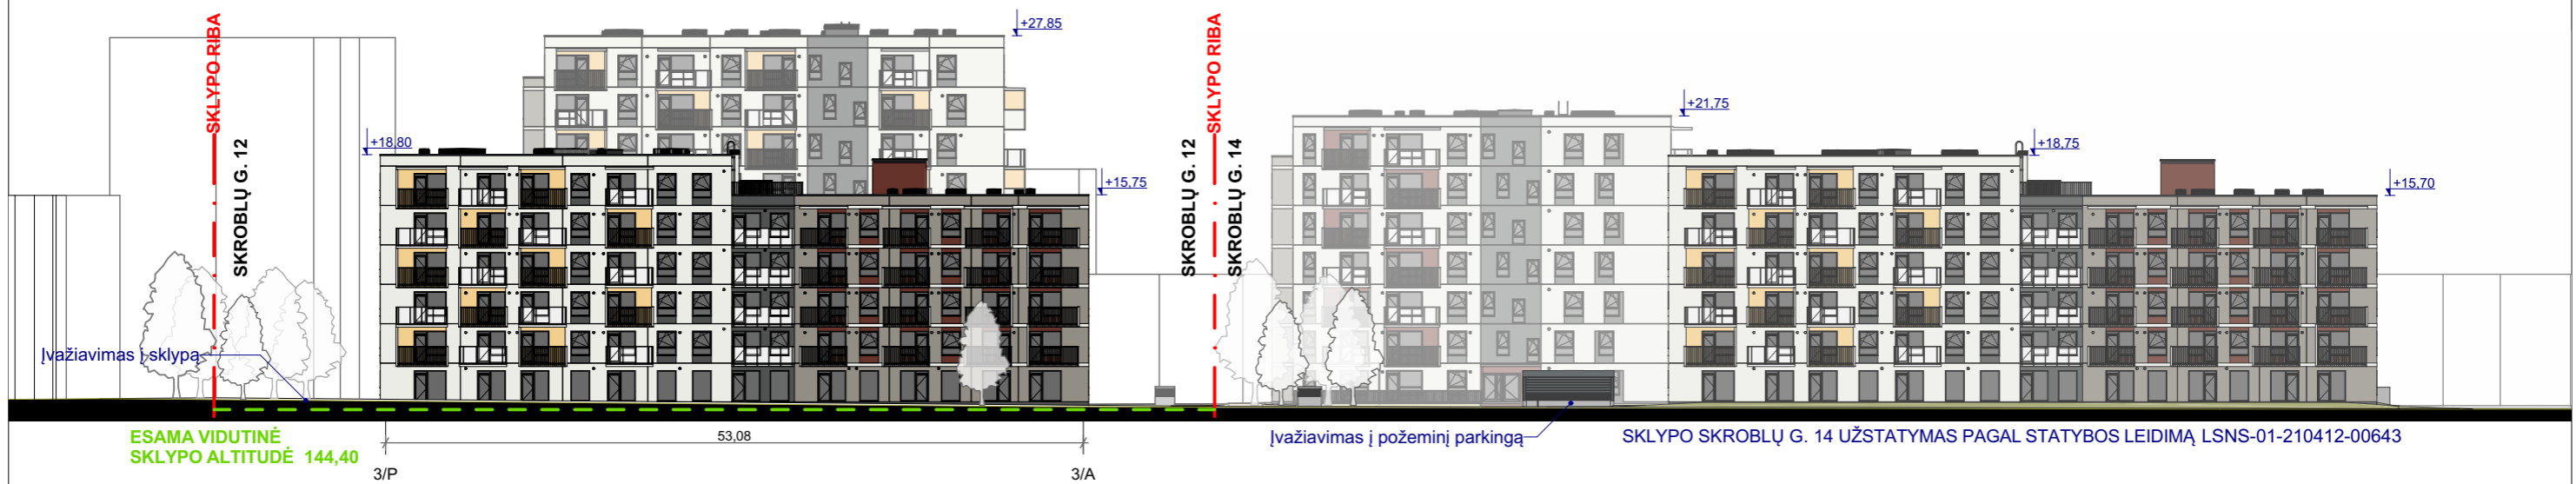 +27,85
SKLYPO RIBA
SKLYPO RIBA
+21,75
+18,80
SKROBLŲ G. 12
SKROBLŲ G. 12
SKROBLŲ G. 14
+18,75
+15,75
+15,70
Įvažiavimas į sklypą
ESAMA VIDUTINĖ
SKLYPO ALTITUDĖ 144,40
53,08
Įvažiavimas į požeminį parkingą
SKLYPO SKROBLŲ G. 14 UŽSTATYMAS PAGAL STATYBOS LEIDIMĄ LSNS-01-210412-00643
3/P
3/A